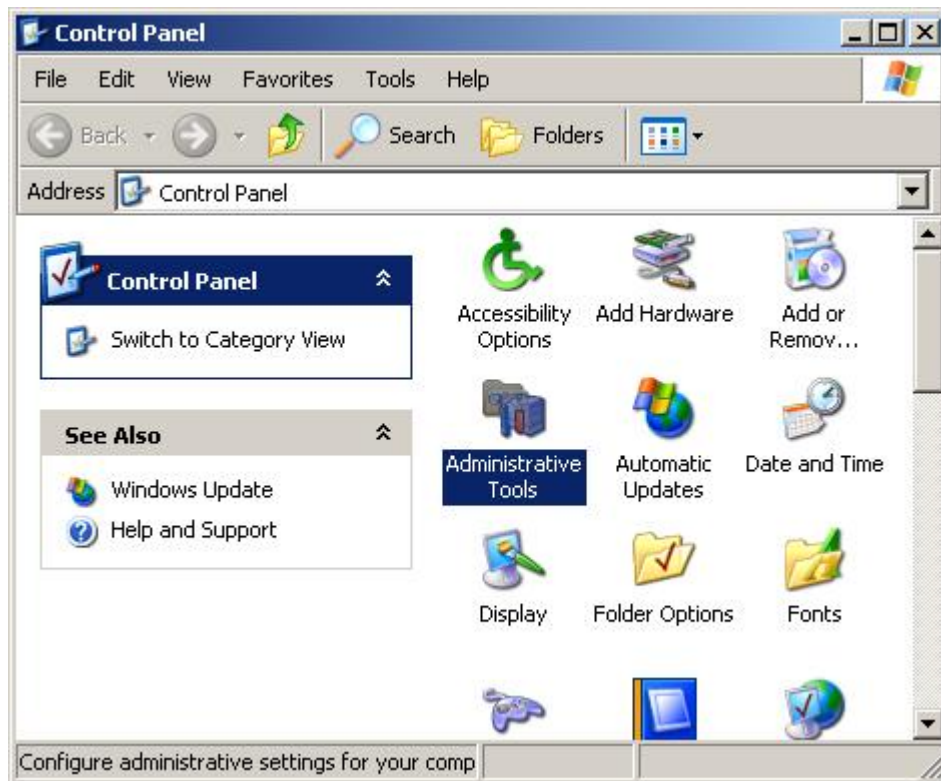 Control Panel
File Edit View Favorites Tools Help
Back Search Folders
Address Control Panel
Control Panel
Switch to Category View
See Also
Windows Update
Help and Support
Accessibility
Options
Add Hardware
Add or
Remov...
Administrative
Tools
Automatic
Updates
Date and Time
Display
Folder Options
Fonts
Configure administrative settings for your comp